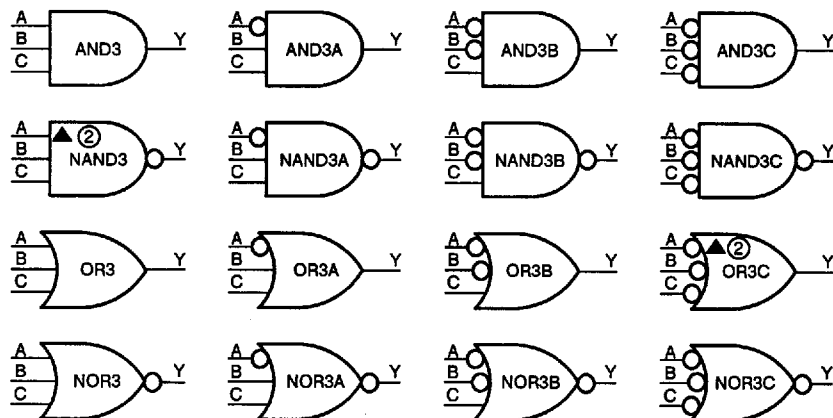 A
B AND3 Y
C
A
B AND3A Y
C
A
B AND3B Y
C
A
B AND3C Y
C
A ②
B NAND3 Y
C
A
B NAND3A Y
C
A
B NAND3B Y
C
A
B NAND3C Y
C
A
B OR3 Y
C
A
B OR3A Y
C
A
B OR3B Y
C
A ②
B OR3C Y
C
A
B NOR3 Y
C
A
B NOR3A Y
C
A
B NOR3B Y
C
A
B NOR3C Y
C